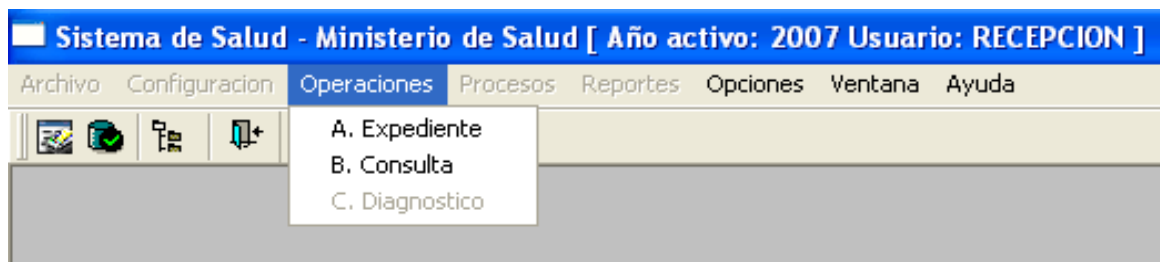 Sistema de Salud - Ministerio de Salud [ Año activo: 2007 Usuario: RECEPCION ]
Archivo Configuracion Operaciones Procesos Reportes Opciones Ventana Ayuda
A. Expediente
B. Consulta
C. Diagnostico